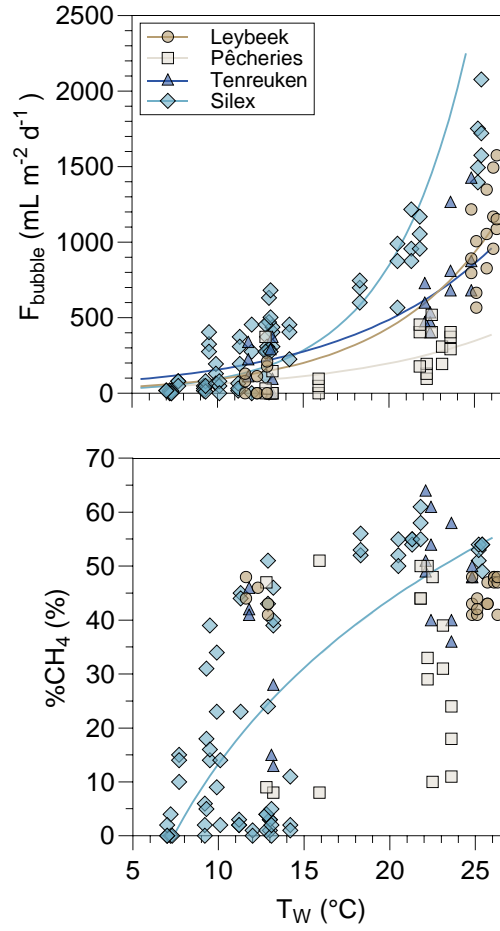 Leybeek
Pêcheries
Tenreuken
Silex
F_bubble (mL m⁻² d⁻¹)
2500
2000
1500
1000
500
0
%CH₄ (%)
70
60
50
40
30
20
10
0
5 10 15 20 25
T_W (°C)